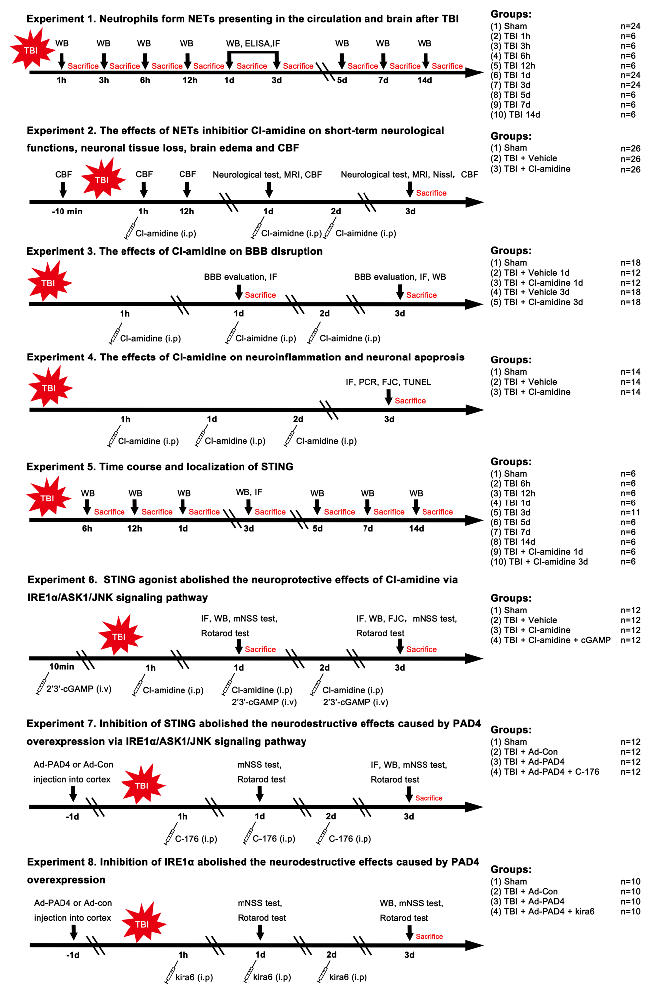 Experiment 1. Neutrophils form NETs presenting in the circulation and brain after TBI
TBI
WB WB WB WB WB, ELISA,IF WB WB WB
Sacrifice Sacrifice Sacrifice Sacrifice Sacrifice Sacrifice Sacrifice Sacrifice Sacrifice
1h 3h 6h 12h 1d 3d 5d 7d 14d
Groups:
(1) Sham n=24
(2) TBI 1h n=6
(3) TBI 3h n=6
(4) TBI 6h n=6
(5) TBI 12h n=6
(6) TBI 1d n=24
(7) TBI 3d n=24
(8) TBI 5d n=6
(9) TBI 7d n=6
(10) TBI 14d n=6
Experiment 2. The effects of NETs inhibitior Cl-amidine on short-term neurological
functions, neuronal tissue loss, brain edema and CBF
CBF TBI CBF CBF Neurological test, MRI, CBF Neurological test, MRI, Nissl, CBF
Sacrifice
-10 min 1h 12h 1d 2d 3d
Cl-amidine (i.p) Cl-aimidne (i.p) Cl-aimidne (i.p)
Groups:
(1) Sham n=26
(2) TBI + Vehicle n=26
(3) TBI + Cl-amidine n=26
Experiment 3. The effects of Cl-amidine on BBB disruption
TBI
BBB evaluation, IF BBB evaluation, IF, WB
Sacrifice Sacrifice
1h 1d 2d 3d
Cl-amidine (i.p) Cl-aimidne (i.p) Cl-aimidne (i.p)
Groups:
(1) Sham n=18
(2) TBI + Vehicle 1d n=12
(3) TBI + Cl-amidine 1d n=12
(4) TBI + Vehicle 3d n=18
(5) TBI + Cl-amidine 3d n=18
Experiment 4. The effects of Cl-amidine on neuroinflammation and neuronal apoprosis
TBI
IF, PCR, FJC, TUNEL
Sacrifice
1h 1d 2d 3d
Cl-amidine (i.p) Cl-amidine (i.p) Cl-amidine (i.p)
Groups:
(1) Sham n=14
(2) TBI + Vehicle n=14
(3) TBI + Cl-amidine n=14
Experiment 5. Time course and localization of STING
TBI
WB WB WB WB, IF WB WB WB
Sacrifice Sacrifice Sacrifice Sacrifice Sacrifice Sacrifice Sacrifice
6h 12h 1d 3d 5d 7d 14d
Groups:
(1) Sham n=6
(2) TBI 6h n=6
(3) TBI 12h n=6
(4) TBI 1d n=6
(5) TBI 3d n=11
(6) TBI 5d n=6
(7) TBI 7d n=6
(8) TBI 14d n=6
(9) TBI + Cl-amidine 1d n=6
(10) TBI + Cl-amidine 3d n=6
Experiment 6. STING agonist abolished the neuroprotective effects of Cl-amidine via
IRE1α/ASK1/JNK signaling pathway
TBI
IF, WB, mNSS test, IF, WB, FJC, mNSS test,
Rotarod test Rotarod test
Sacrifice Sacrifice
10min 1h 1d 2d 3d
2'3'-cGAMP (i.v) Cl-amidine (i.p) Cl-amidine (i.p) Cl-amidine (i.p)
2'3'-cGAMP (i.v) 2'3'-cGAMP (i.v)
Groups:
(1) Sham n=12
(2) TBI + Vehicle n=12
(3) TBI + Cl-amidine n=12
(4) TBI + Cl-amidine + cGAMP n=12
Experiment 7. Inhibition of STING abolished the neurodestructive effects caused by PAD4
overexpression via IRE1α/ASK1/JNK signaling pathway
Ad-PAD4 or Ad-Con mNSS test, IF, WB, mNSS test,
injection into cortex TBI Rotarod test Rotarod test
Sacrifice
-1d 1h 1d 2d 3d
C-176 (i.p) C-176 (i.p) C-176 (i.p)
Groups:
(1) Sham n=12
(2) TBI + Ad-Con n=12
(3) TBI + Ad-PAD4 n=12
(4) TBI + Ad-PAD4 + C-176 n=12
Experiment 8. Inhibition of IRE1α abolished the neurodestructive effects caused by PAD4
overexpression
Ad-PAD4 or Ad-con mNSS test, WB, mNSS test,
injection into cortex TBI Rotarod test Rotarod test
Sacrifice
-1d 1h 1d 2d 3d
kira6 (i.p) kira6 (i.p) kira6 (i.p)
Groups:
(1) Sham n=10
(2) TBI + Ad-Con n=10
(3) TBI + Ad-PAD4 n=10
(4) TBI + Ad-PAD4 + kira6 n=10